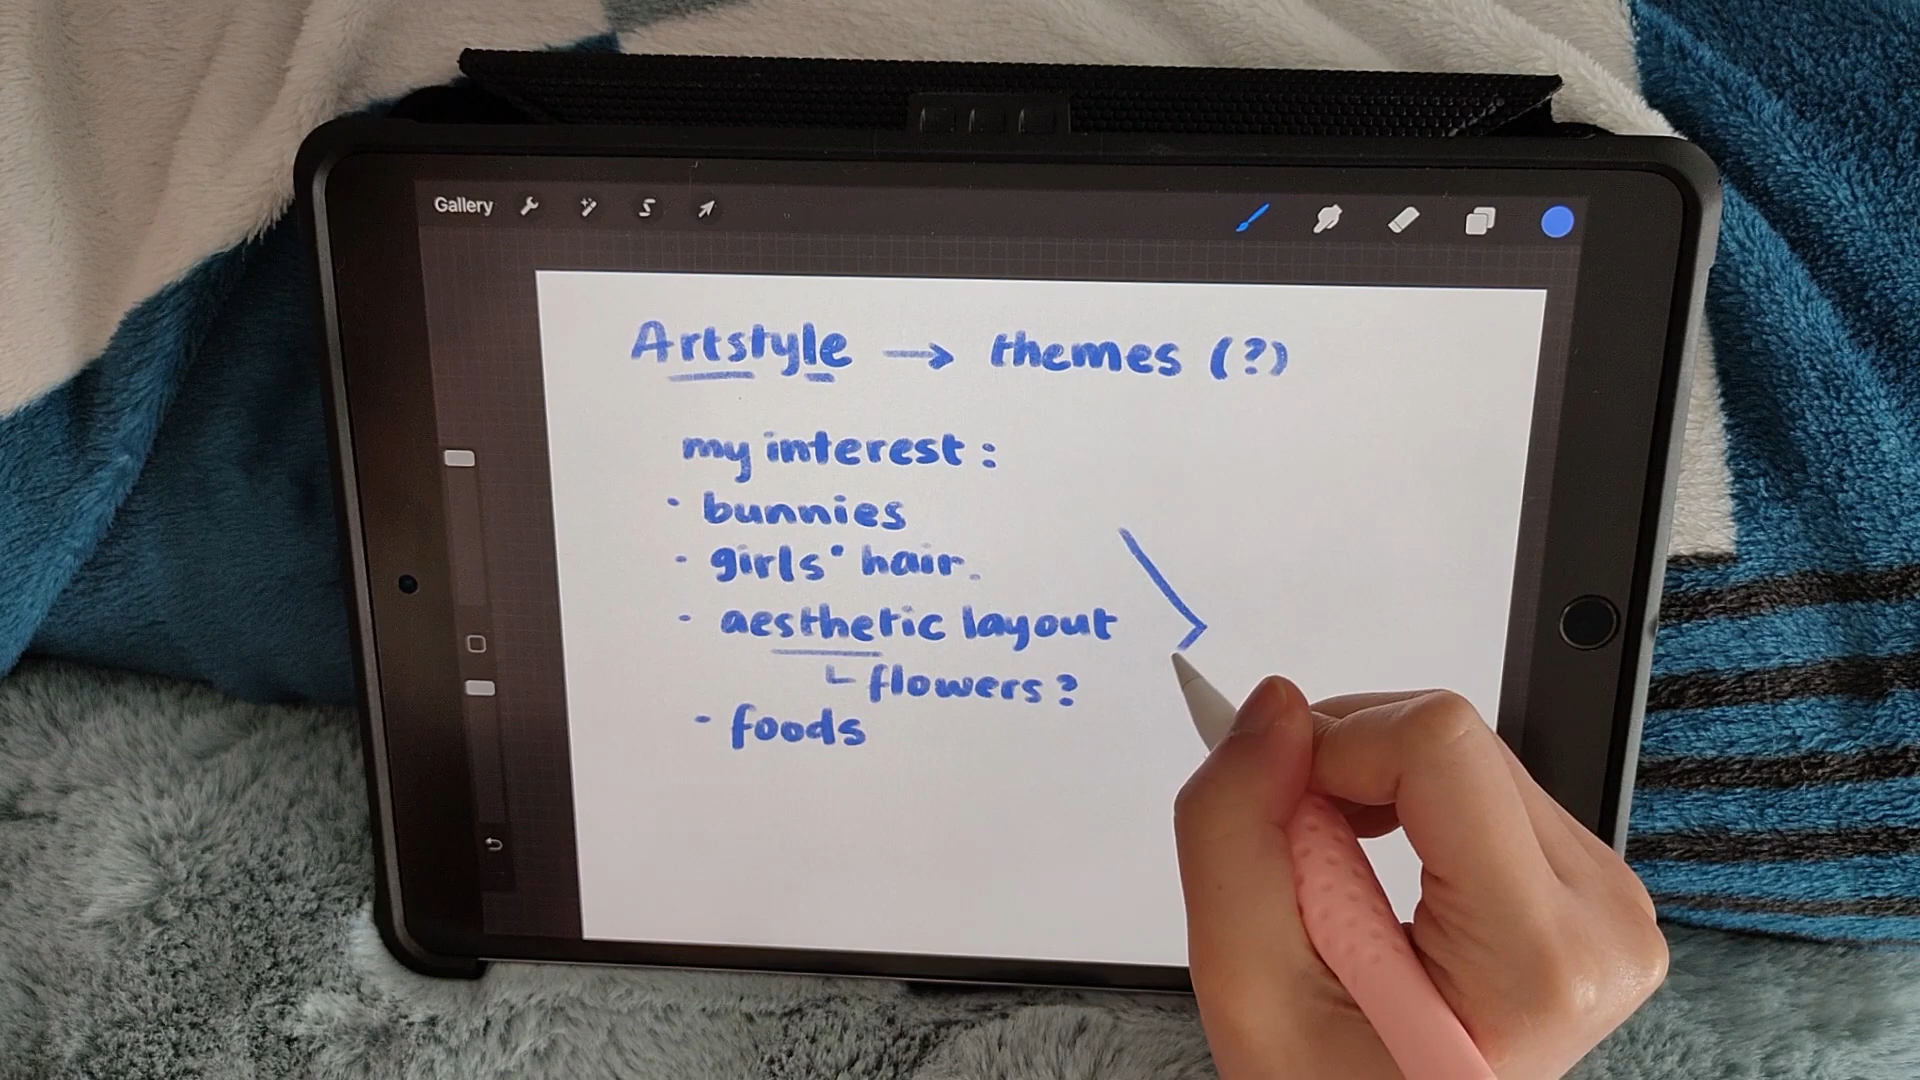 Gallery
Artstyle → themes (?)
my interest :
• bunnies
• girls' hair.
• aesthetic layout
└ flowers?
• foods